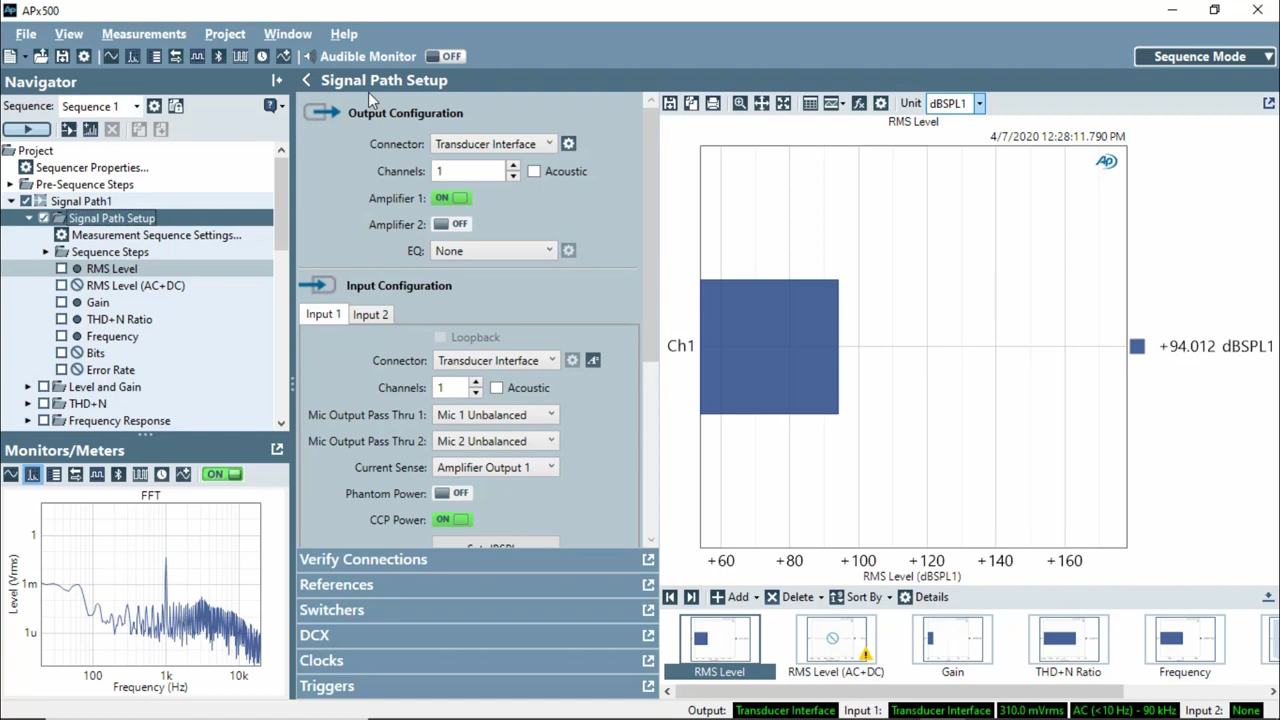 Ap APx500
File View Measurements Project Window Help
Audible Monitor OFF Sequence Mode
Navigator
Sequence: Sequence 1
Project
Sequencer Properties...
Pre-Sequence Steps
Signal Path1
Signal Path Setup
Measurement Sequence Settings...
Sequence Steps
RMS Level
RMS Level (AC+DC)
Gain
THD+N Ratio
Frequency
Bits
Error Rate
Level and Gain
THD+N
Frequency Response
Monitors/Meters
ON
FFT
Level (Vrms)
1
1m
1u
100 1k 10k
Frequency (Hz)
Signal Path Setup
Output Configuration
Connector: Transducer Interface
Channels: 1 Acoustic
Amplifier 1: ON
Amplifier 2: OFF
EQ: None
Input Configuration
Input 1 Input 2
Loopback
Connector: Transducer Interface
Channels: 1 Acoustic
Mic Output Pass Thru 1: Mic 1 Unbalanced
Mic Output Pass Thru 2: Mic 2 Unbalanced
Current Sense: Amplifier Output 1
Phantom Power: OFF
CCP Power: ON
Verify Connections
References
Switchers
DCX
Clocks
Triggers
Unit dBSPL1
RMS Level
4/7/2020 12:28:11.790 PM
Ap
Ch1
+94.012 dBSPL1
+60 +80 +100 +120 +140 +160
RMS Level (dBSPL1)
Add Delete Sort By Details
RMS Level RMS Level (AC+DC) Gain THD+N Ratio Frequency
Output: Transducer Interface Input 1: Transducer Interface 310.0 mVrms AC (<10 Hz) - 90 kHz Input 2: None